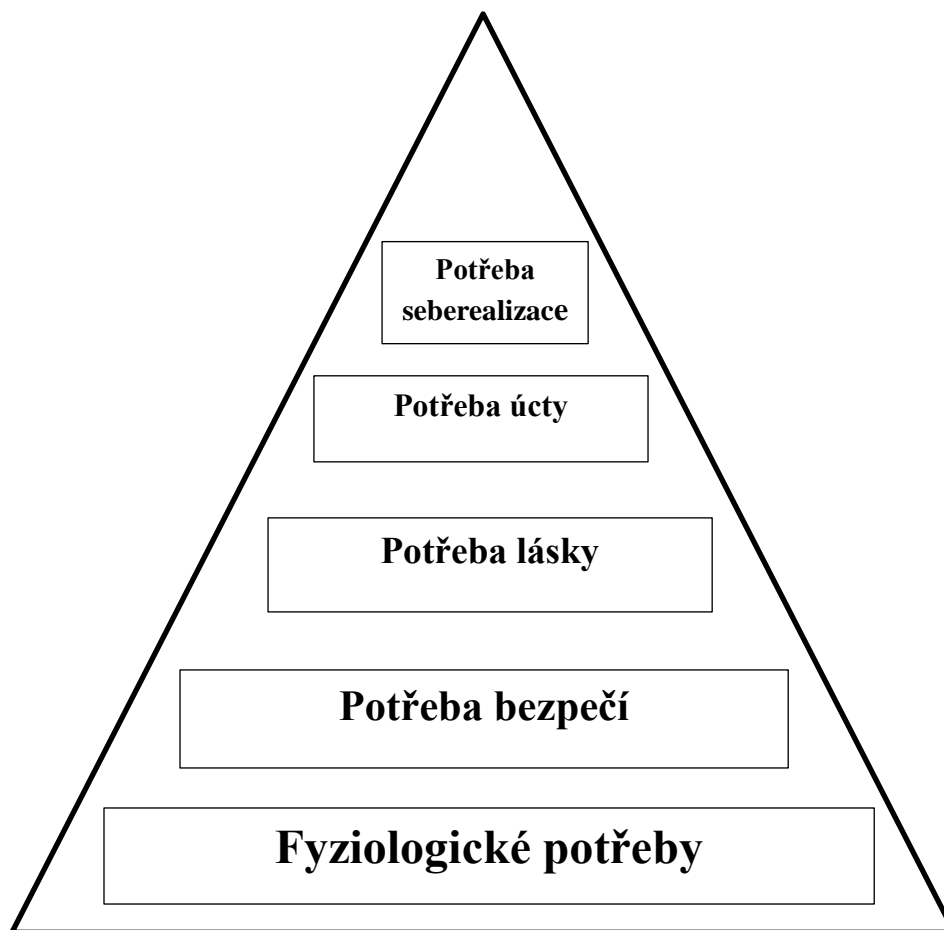 Potřeba
seberealizace
Potřeba úcty
Potřeba lásky
Potřeba bezpečí
Fyziologické potřeby